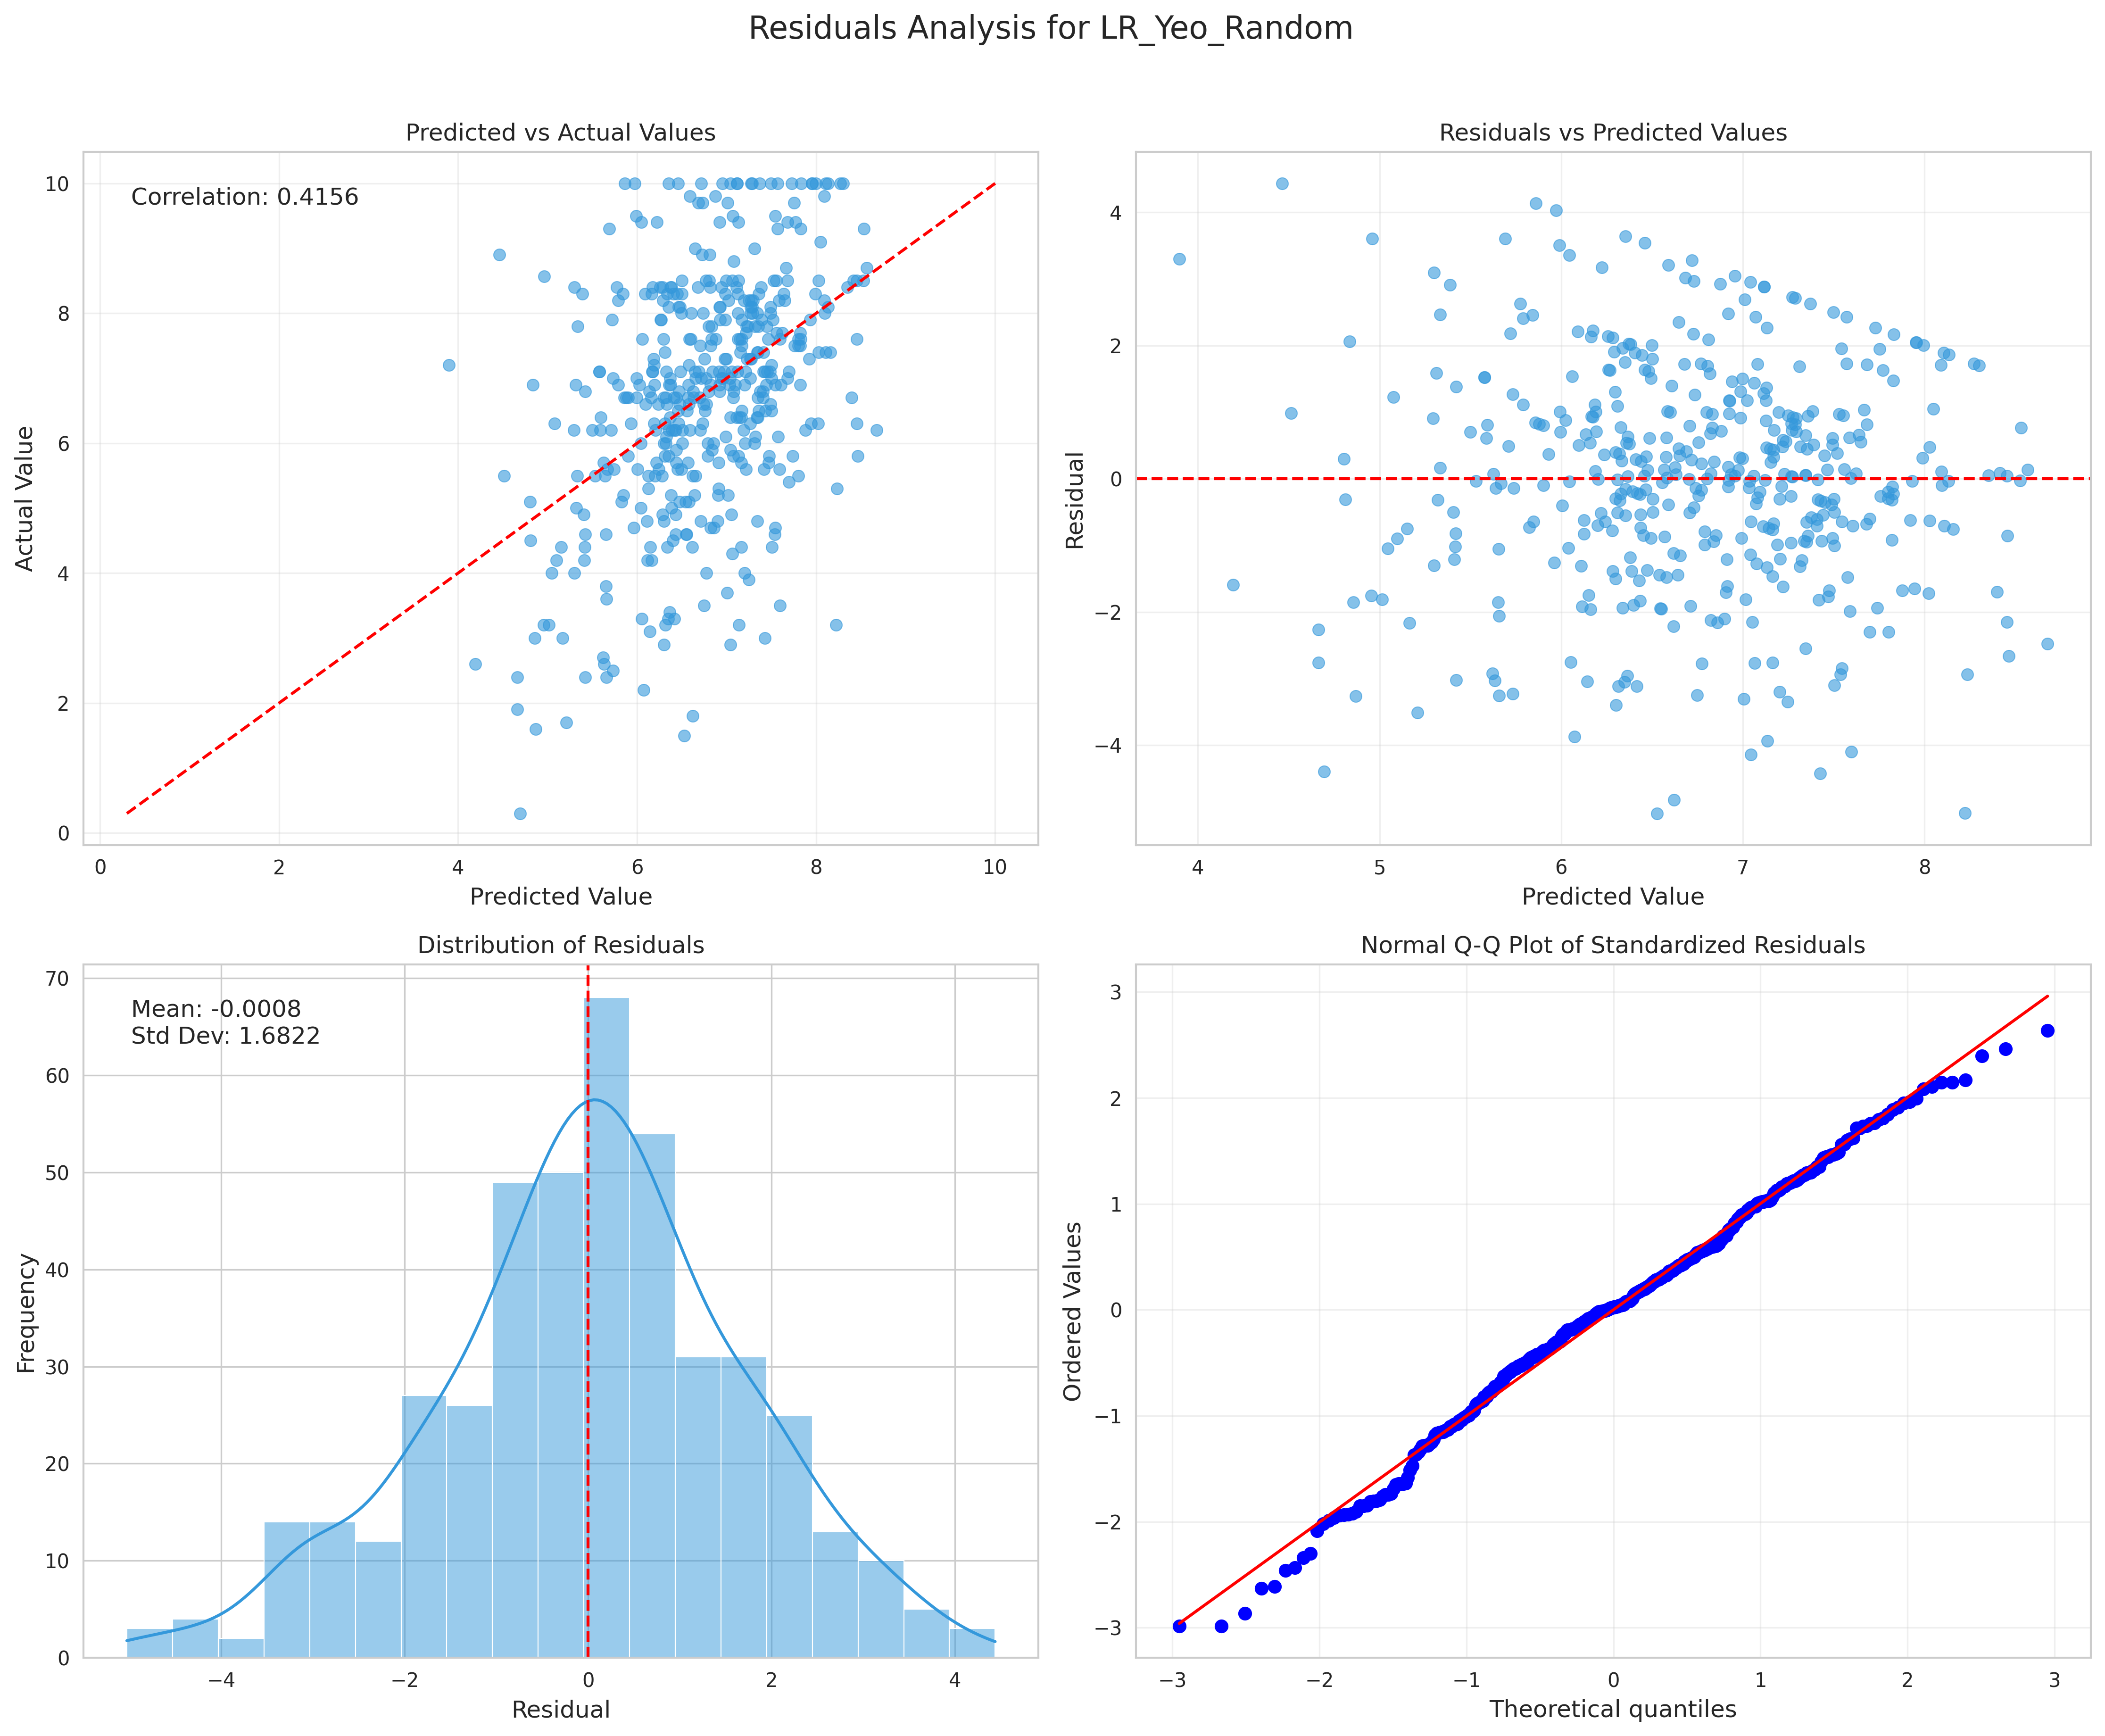 Residuals Analysis for LR_Yeo_Random
Predicted vs Actual Values
Correlation: 0.4156
10
8
6
4
2
0
Actual Value
0 2 4 6 8 10
Predicted Value
Residuals vs Predicted Values
4
2
0
−2
−4
Residual
4 5 6 7 8
Predicted Value
Distribution of Residuals
Mean: -0.0008
Std Dev: 1.6822
70
60
50
40
30
20
10
0
Frequency
−4 −2 0 2 4
Residual
Normal Q-Q Plot of Standardized Residuals
3
2
1
0
−1
−2
−3
Ordered Values
−3 −2 −1 0 1 2 3
Theoretical quantiles